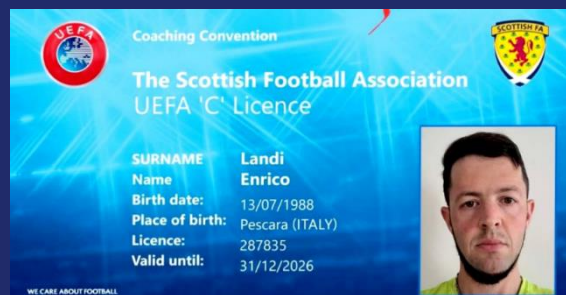 UEFA
Coaching Convention
SCOTTISH FA
The Scottish Football Association
UEFA 'C' Licence
SURNAME Landi
Name Enrico
Birth date: 13/07/1988
Place of birth: Pescara (ITALY)
Licence: 287835
Valid until: 31/12/2026
WE CARE ABOUT FOOTBALL